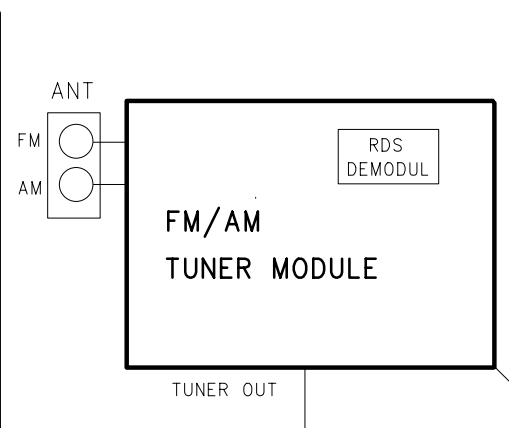 ANT
FM
AM
RDS
DEMODUL
FM/AM
TUNER MODULE
TUNER OUT